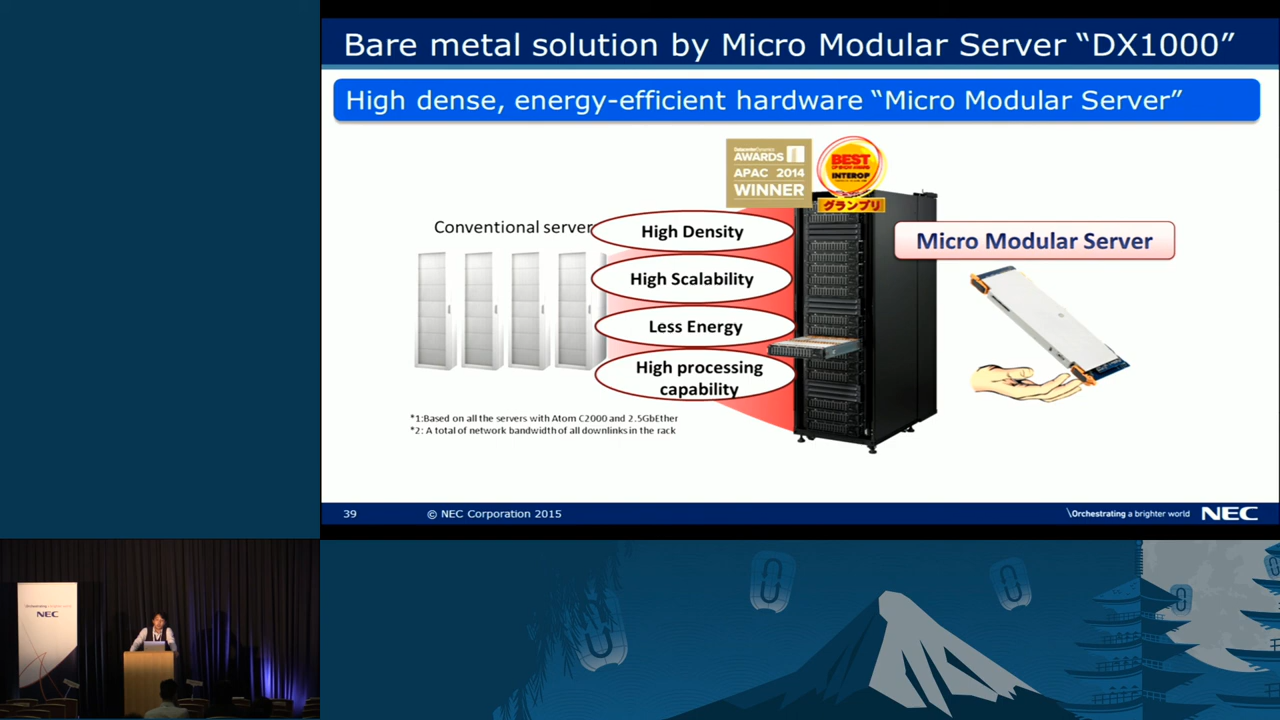 Bare metal solution by Micro Modular Server “DX1000”
High dense, energy-efficient hardware “Micro Modular Server”
DatacenterDynamics
AWARDS
APAC 2014
WINNER
BEST
INTEROP
グランプリ
Conventional server
High Density
High Scalability
Less Energy
High processing
capability
Micro Modular Server
*1:Based on all the servers with Atom C2000 and 2.5GbEther
*2: A total of network bandwidth of all downlinks in the rack
39
© NEC Corporation 2015
\Orchestrating a brighter world
NEC
NEC